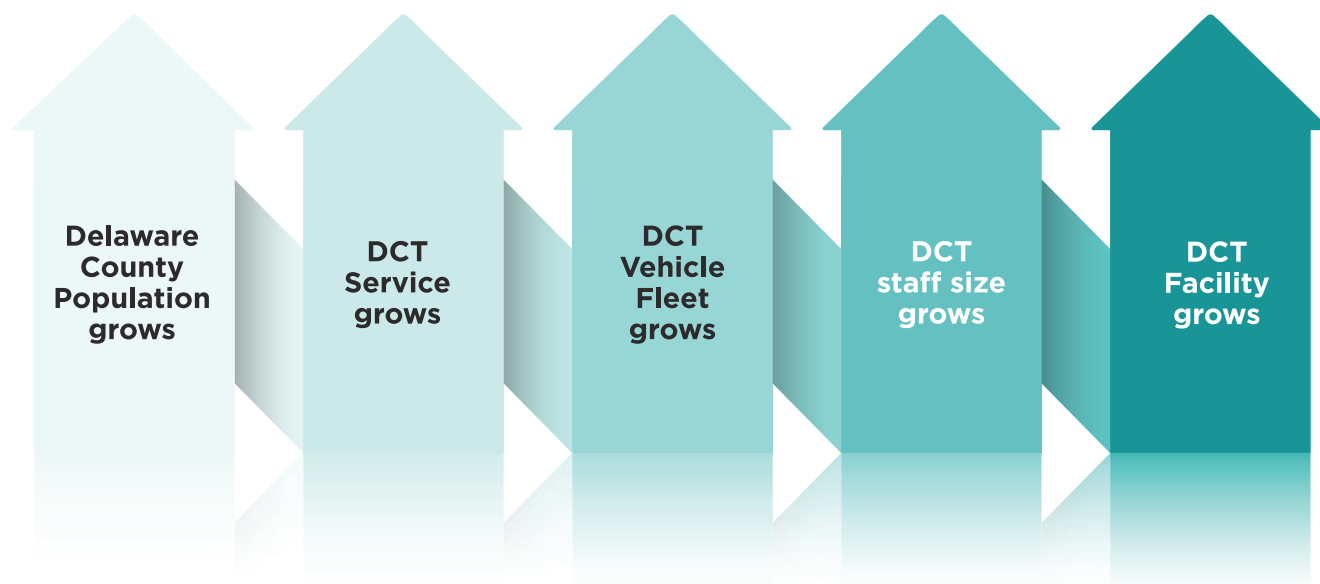 Delaware
County
Population
grows
DCT
Service
grows
DCT
Vehicle
Fleet
grows
DCT
staff size
grows
DCT
Facility
grows